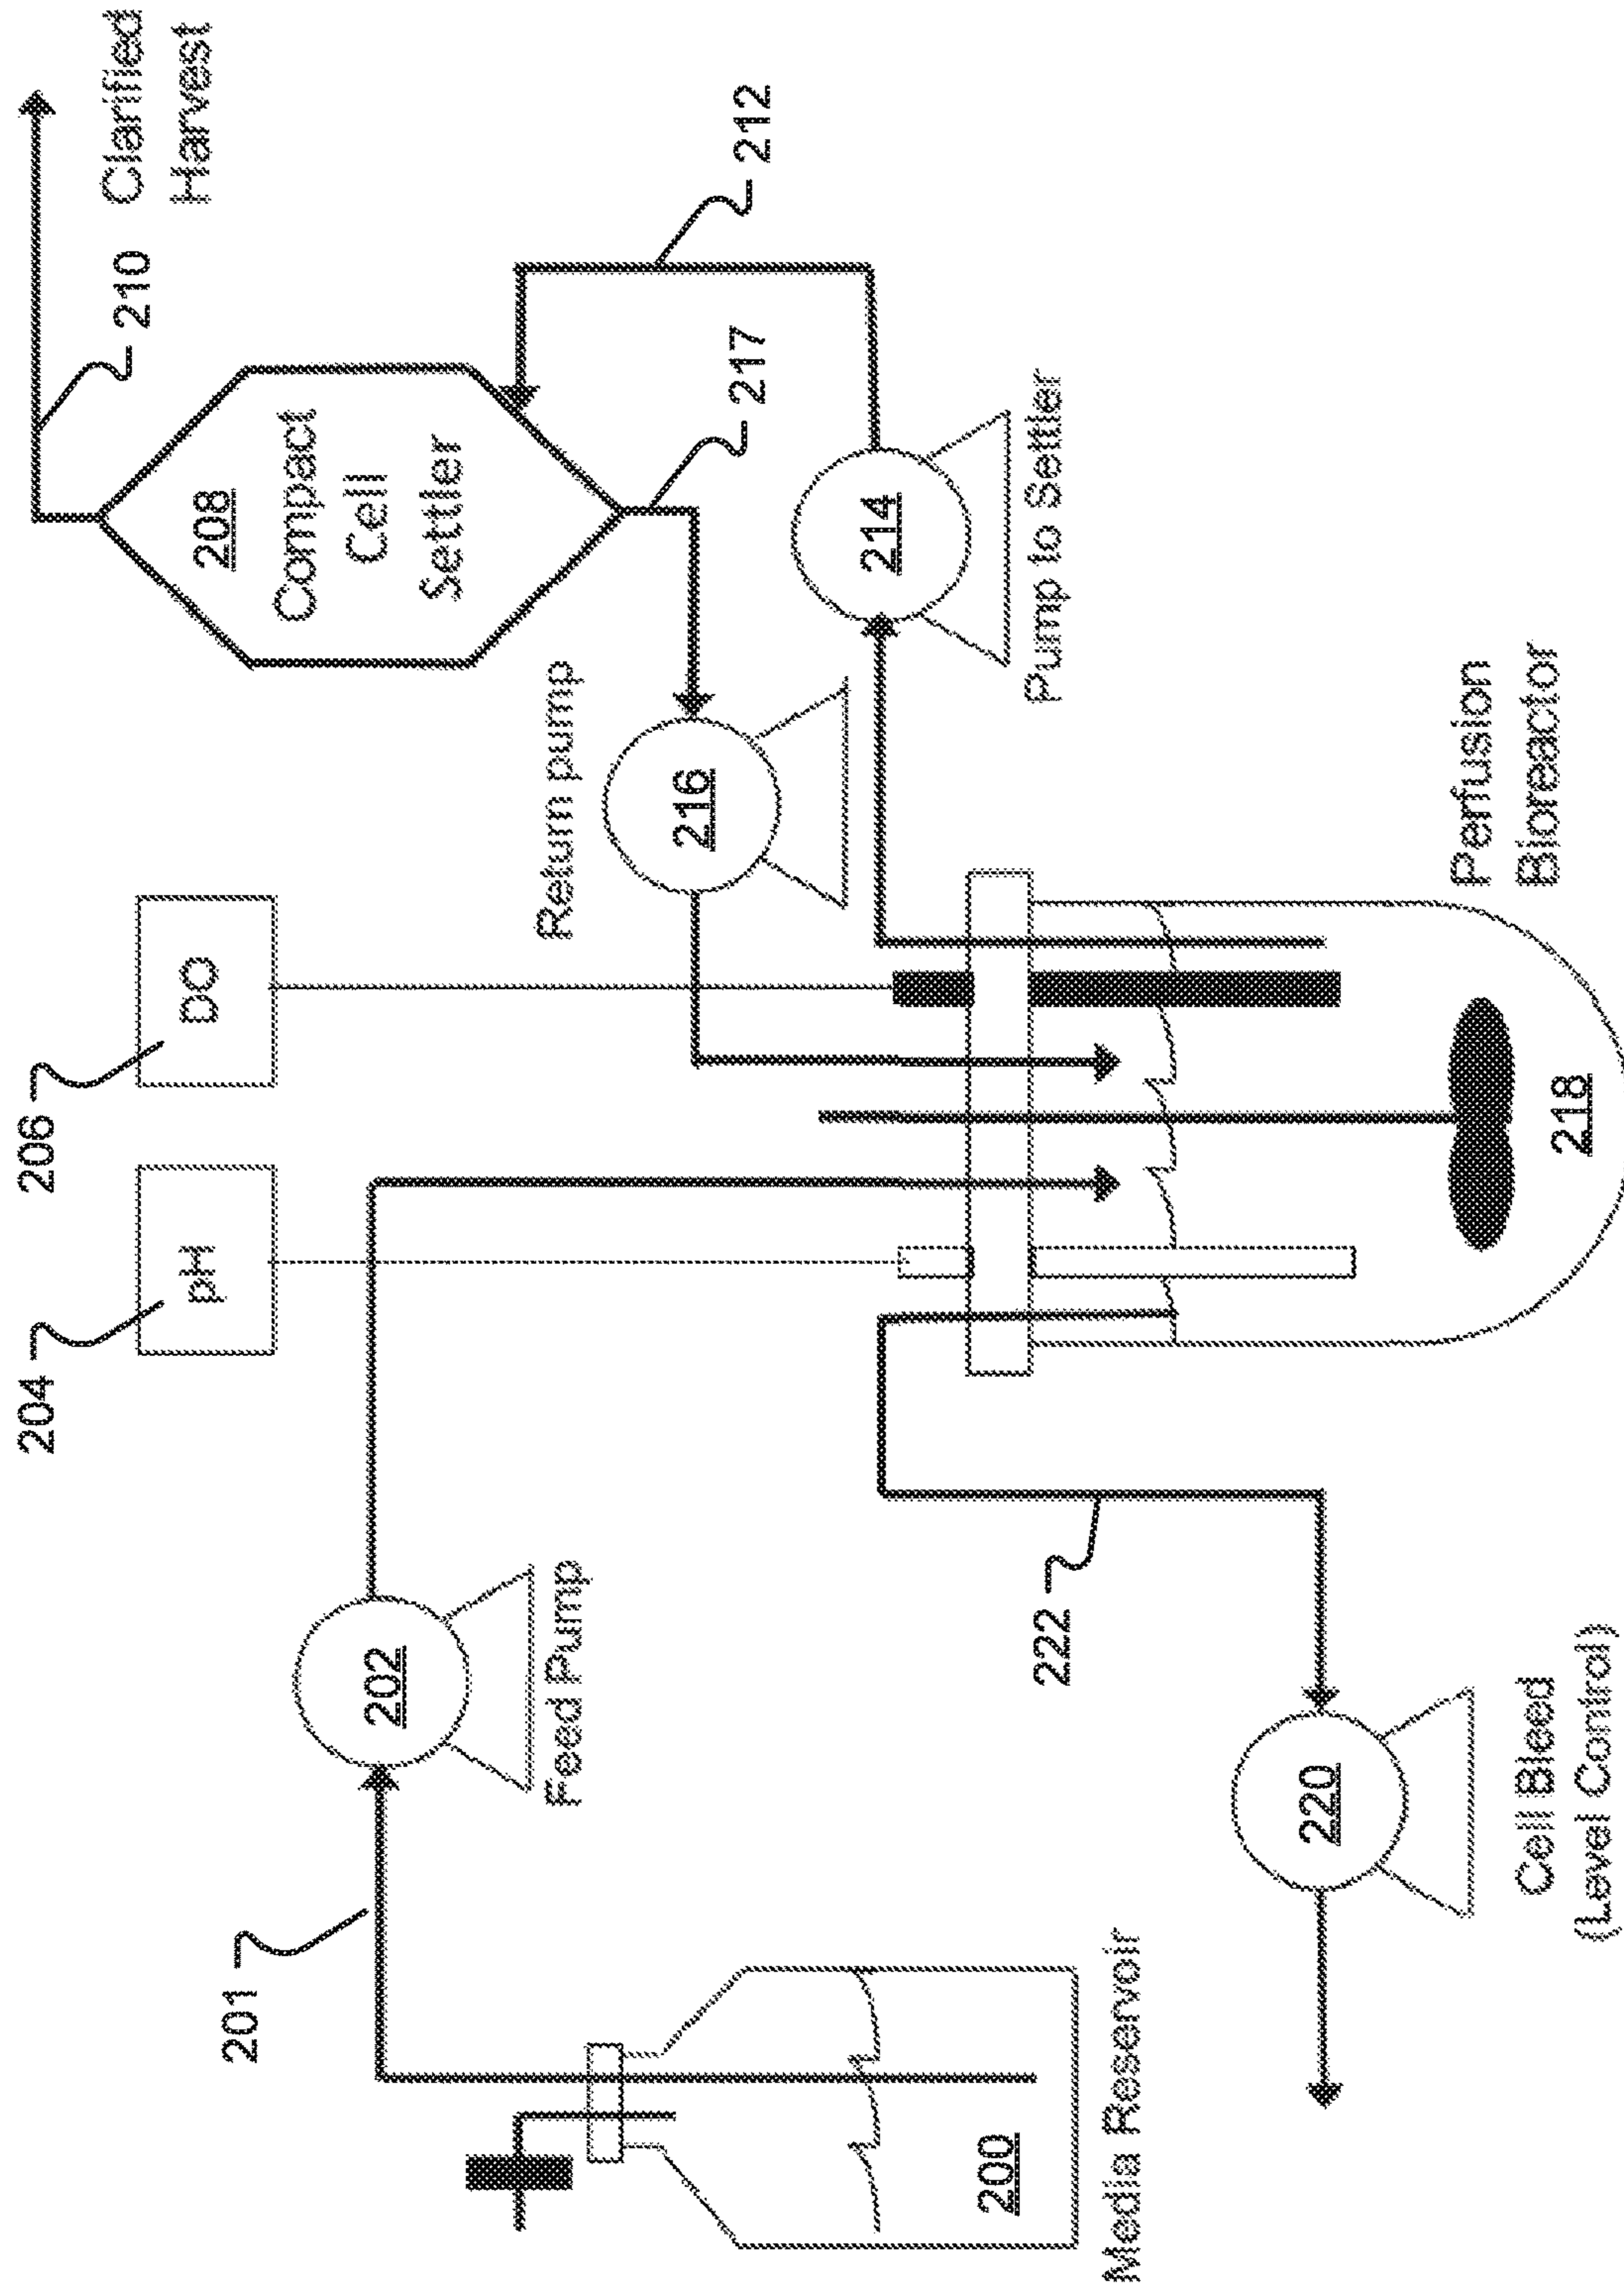 204
206
pH
DO
210
Clarified
Harvest
208
Compact
Cell
Settler
201
202
Feed Pump
Return pump
216
217
212
214
Pump to Settler
200
Media Reservoir
222
220
Cell Bleed
(Level Control)
218
Perfusion
Bioreactor